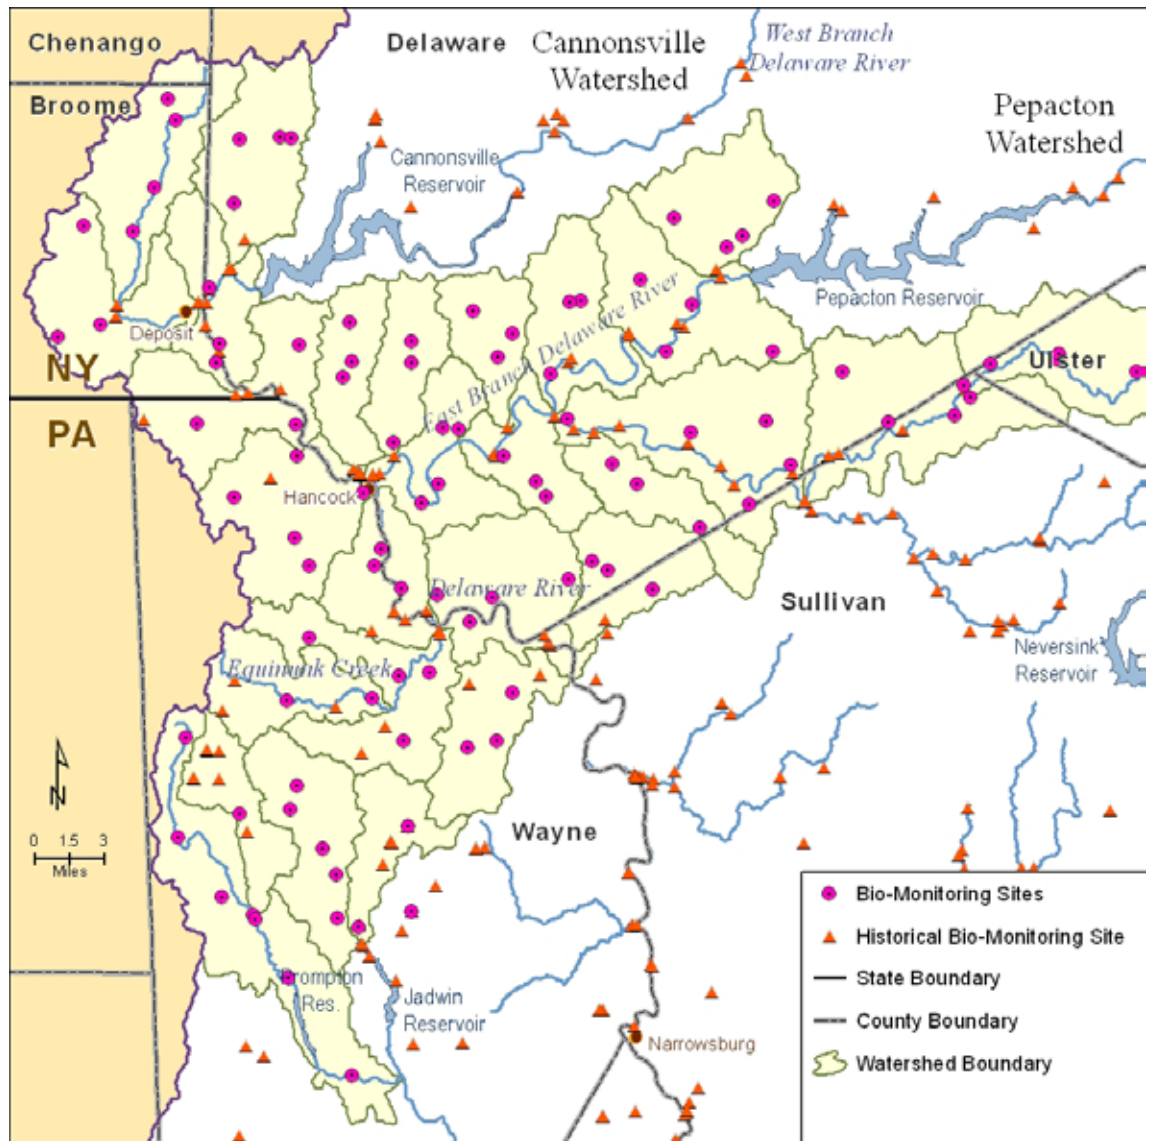 Chenango
Delaware
Cannonsville
Watershed
West Branch
Delaware River
Broome
Pepacton
Watershed
Cannonsville
Reservoir
Pepacton Reservoir
Deposit
East Branch Delaware River
Ulster
NY
PA
Hancock
Delaware River
Sullivan
Neversink
Reservoir
Equinunk Creek
N
0 1.5 3
Miles
Wayne
Prompton
Res.
Jadwin
Reservoir
Narrowsburg
Bio-Monitoring Sites
Historical Bio-Monitoring Site
State Boundary
County Boundary
Watershed Boundary